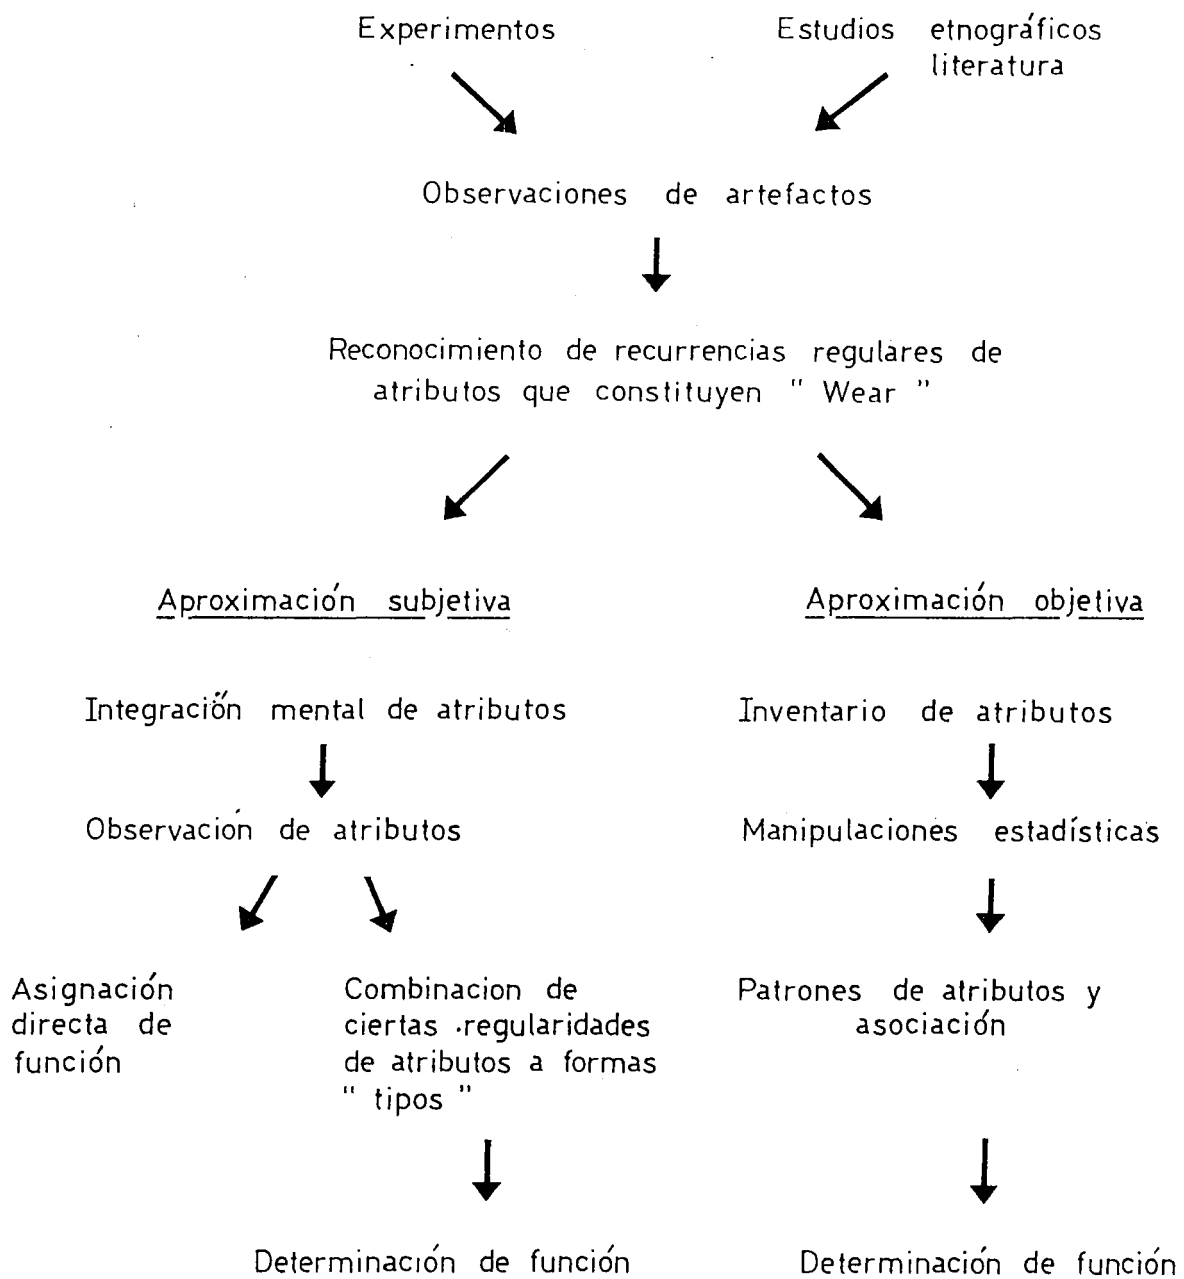 Experimentos
Estudios etnográficos
literatura
Observaciones de artefactos
Reconocimiento de recurrencias regulares de
atributos que constituyen " Wear "
Aproximación subjetiva
Aproximación objetiva
Integración mental de atributos
Inventario de atributos
Observación de atributos
Manipulaciones estadísticas
Asignación
directa de
función
Combinacion de
ciertas regularidades
de atributos a formas
" tipos "
Patrones de atributos y
asociación
Determinación de función
Determinación de función